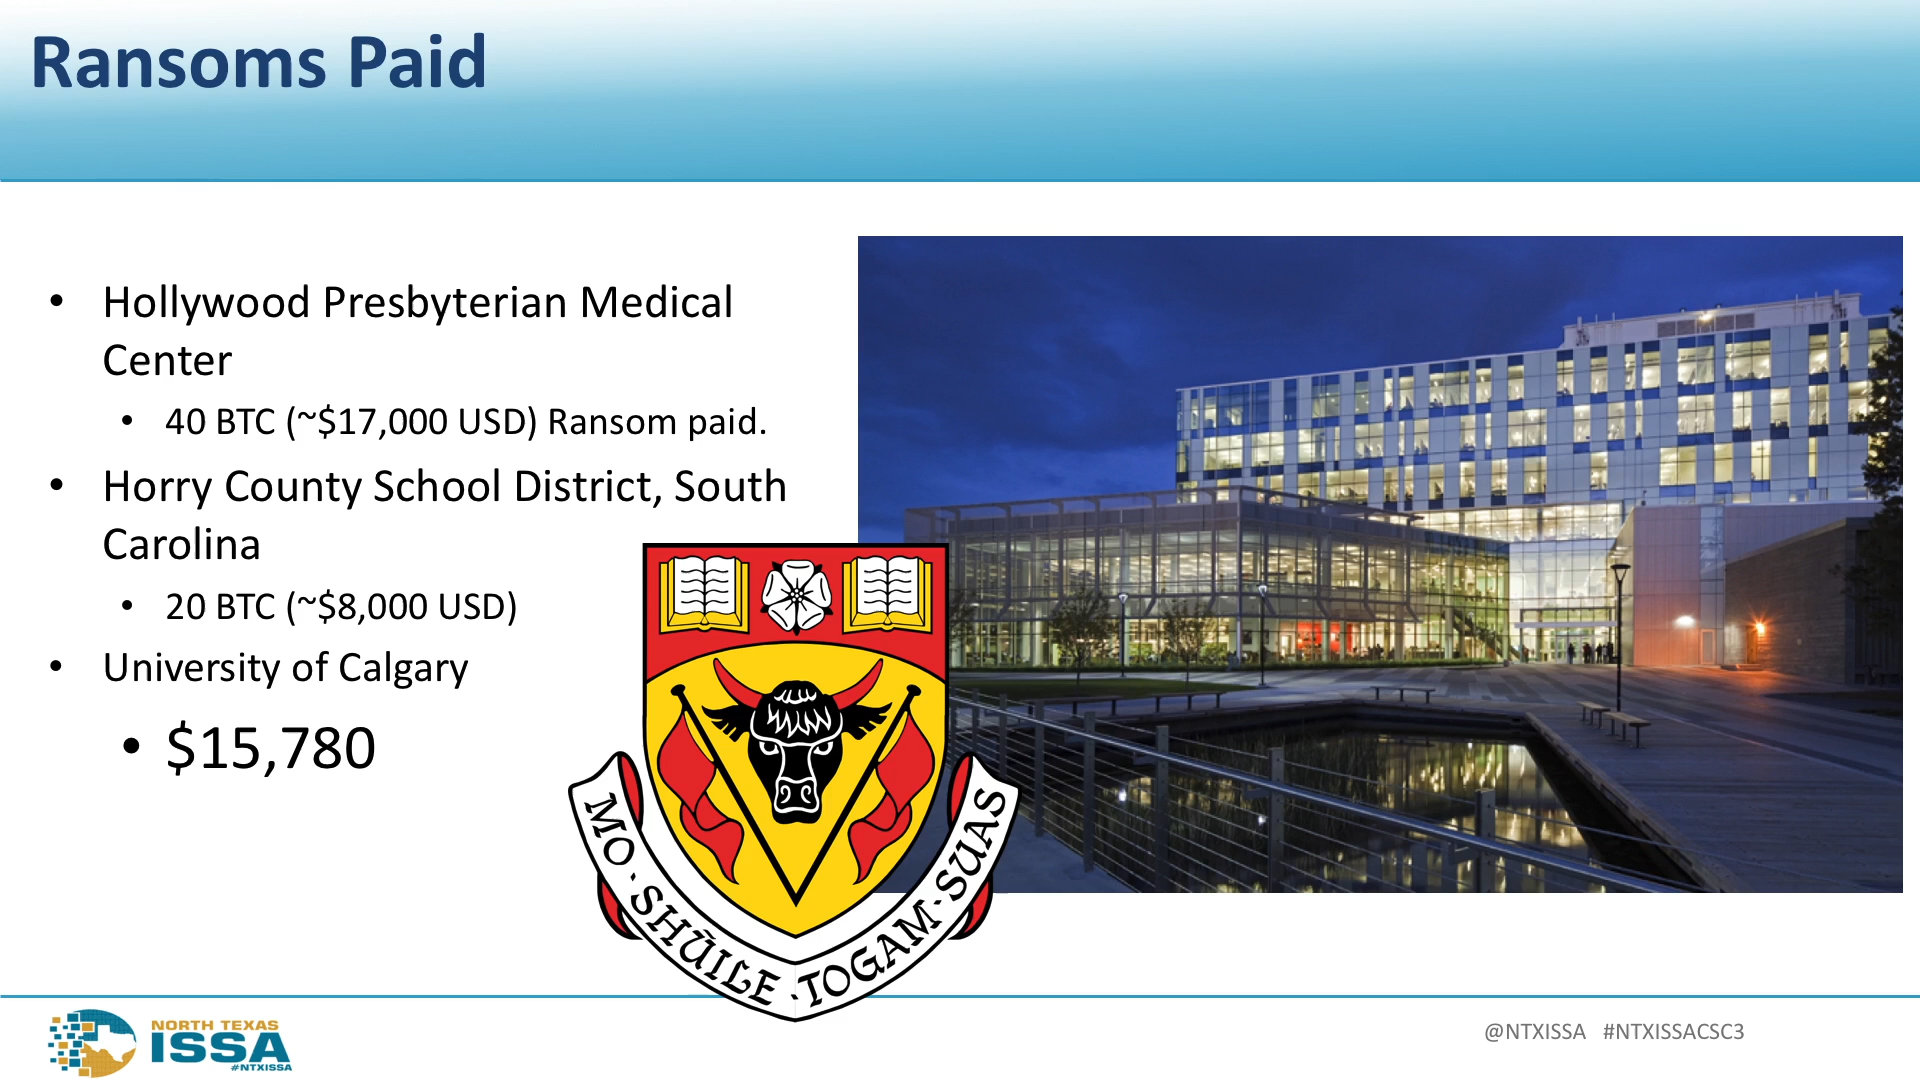 Ransoms Paid
• Hollywood Presbyterian Medical
Center
• 40 BTC (~$17,000 USD) Ransom paid.
• Horry County School District, South
Carolina
• 20 BTC (~$8,000 USD)
• University of Calgary
• $15,780
MO · SHŪILE · TOGAM · SUAS
NORTH TEXAS
ISSA
#NTXISSA
@NTXISSA #NTXISSACSC3